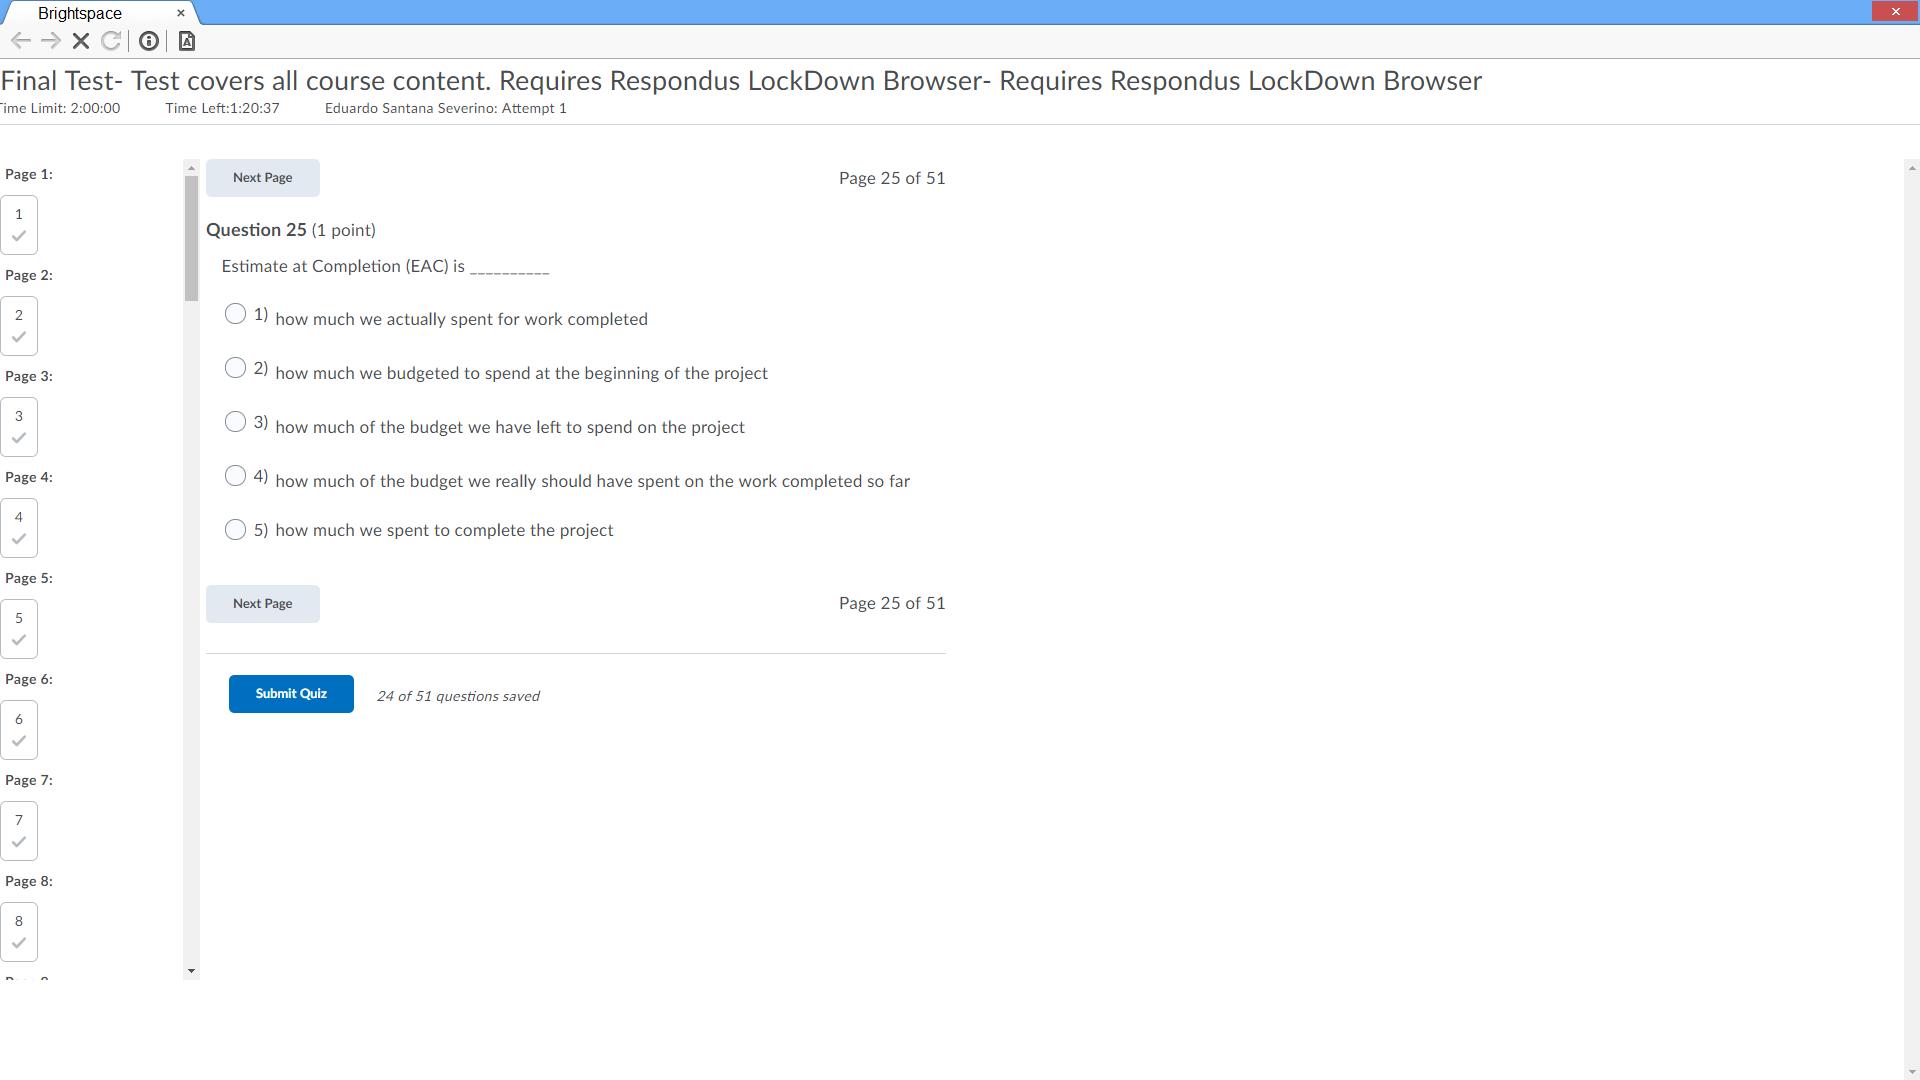 Brightspace
Final Test- Test covers all course content. Requires Respondus LockDown Browser- Requires Respondus LockDown Browser
Time Limit: 2:00:00 Time Left:1:20:37 Eduardo Santana Severino: Attempt 1
Page 1:
1
Page 2:
2
Page 3:
3
Page 4:
4
Page 5:
5
Page 6:
6
Page 7:
7
Page 8:
8
Next Page Page 25 of 51
Question 25 (1 point)
Estimate at Completion (EAC) is __________
1) how much we actually spent for work completed
2) how much we budgeted to spend at the beginning of the project
3) how much of the budget we have left to spend on the project
4) how much of the budget we really should have spent on the work completed so far
5) how much we spent to complete the project
Next Page Page 25 of 51
Submit Quiz 24 of 51 questions saved